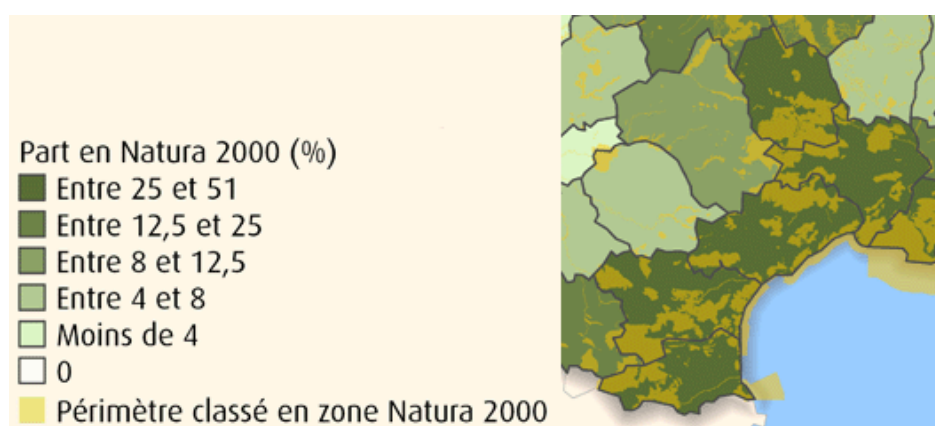 Part en Natura 2000 (%)
Entre 25 et 51
Entre 12,5 et 25
Entre 8 et 12,5
Entre 4 et 8
Moins de 4
0
Périmètre classé en zone Natura 2000